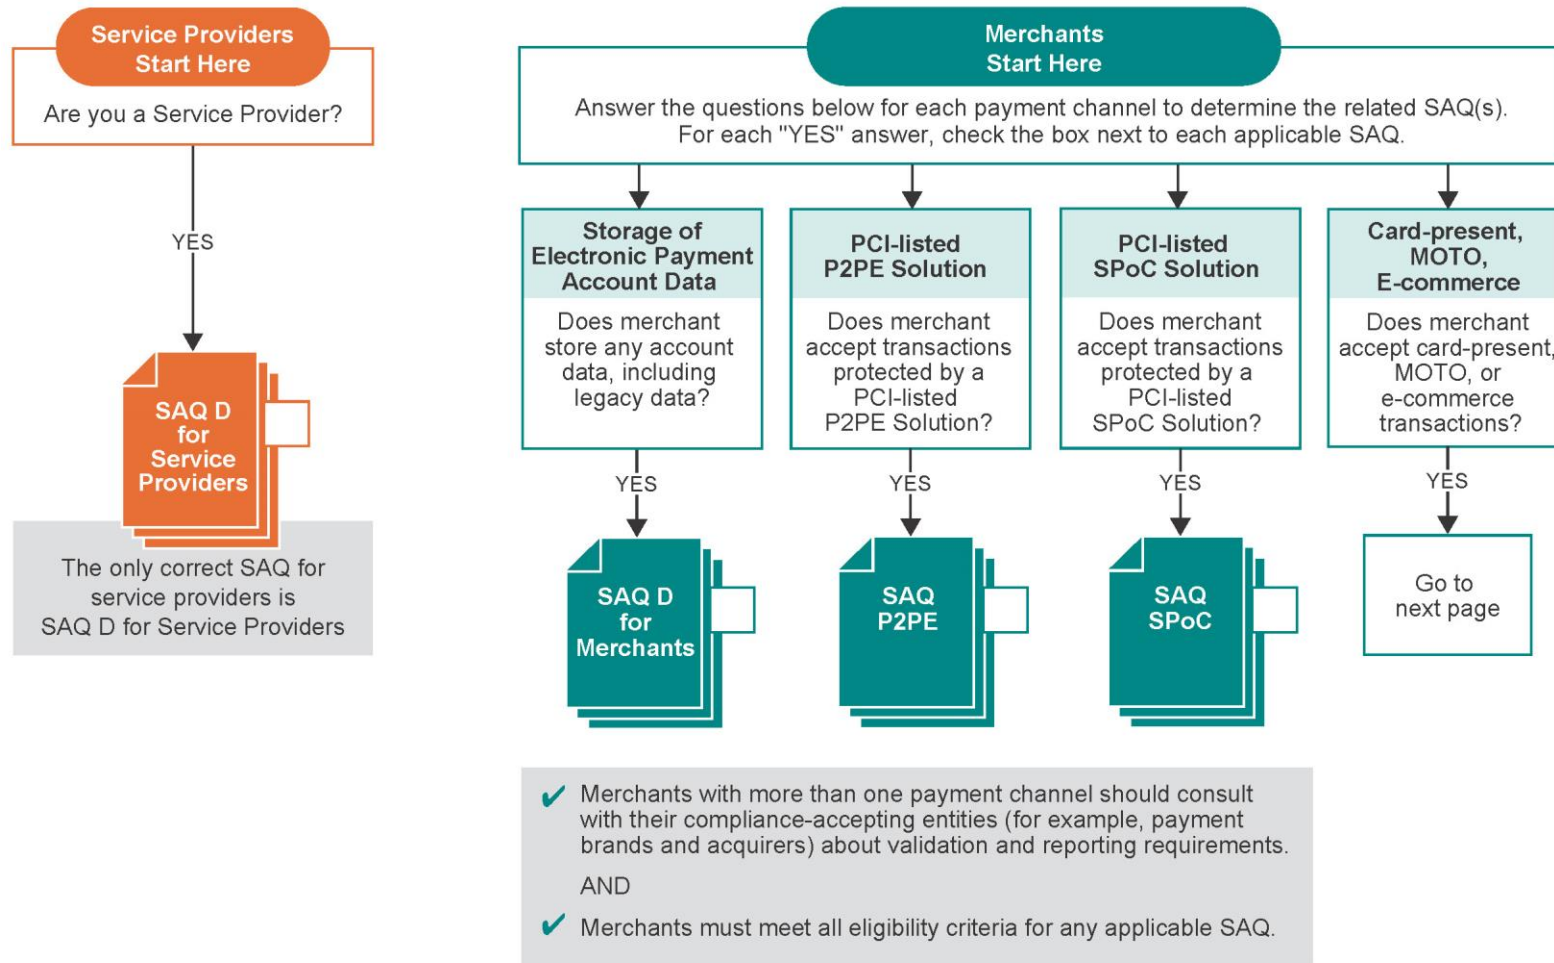 Service Providers
Start Here
Are you a Service Provider?
YES
SAQ D
for
Service
Providers
The only correct SAQ for
service providers is
SAQ D for Service Providers
Merchants
Start Here
Answer the questions below for each payment channel to determine the related SAQ(s).
For each "YES" answer, check the box next to each applicable SAQ.
Storage of
Electronic Payment
Account Data
Does merchant
store any account
data, including
legacy data?
YES
SAQ D
for
Merchants
PCI-listed
P2PE Solution
Does merchant
accept transactions
protected by a
PCI-listed
P2PE Solution?
YES
SAQ
P2PE
PCI-listed
SPoC Solution
Does merchant
accept transactions
protected by a
PCI-listed
SPoC Solution?
YES
SAQ
SPoC
Card-present,
MOTO,
E-commerce
Does merchant
accept card-present,
MOTO, or
e-commerce
transactions?
YES
Go to
next page
✔ Merchants with more than one payment channel should consult
with their compliance-accepting entities (for example, payment
brands and acquirers) about validation and reporting requirements.
AND
✔ Merchants must meet all eligibility criteria for any applicable SAQ.